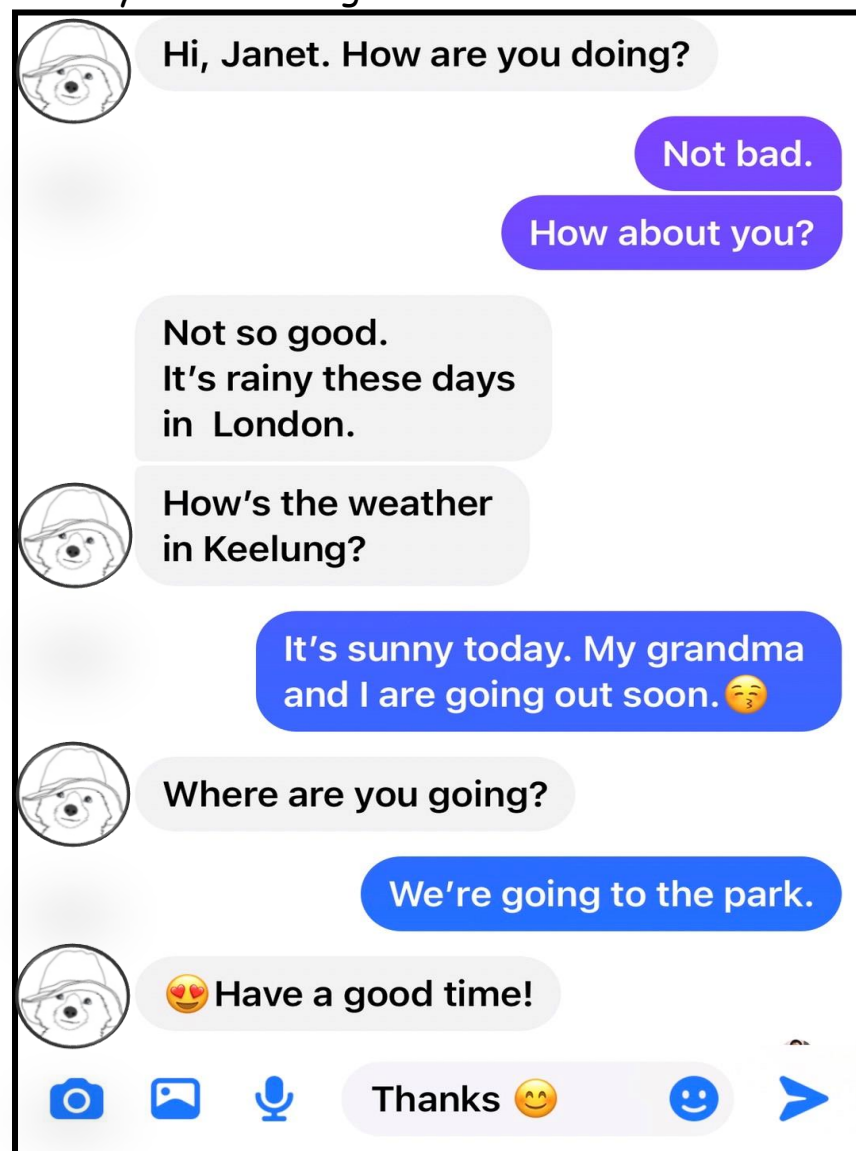 Hi, Janet. How are you doing?
Not bad.
How about you?
Not so good.
It's rainy these days
in London.
How's the weather
in Keelung?
It's sunny today. My grandma
and I are going out soon.😚
Where are you going?
We're going to the park.
😍Have a good time!
Thanks 😊